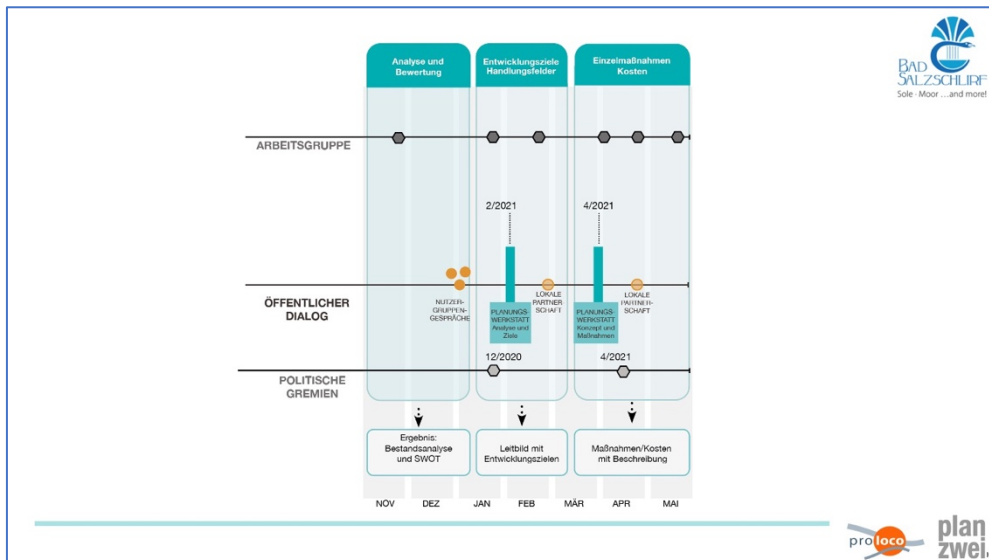 Analyse und
Bewertung
Entwicklungsziele
Handlungsfelder
Einzelmaßnahmen
Kosten
BAD
SALZSCHLIRF
Sole · Moor ...and more!
ARBEITSGRUPPE
2/2021
4/2021
ÖFFENTLICHER
DIALOG
NUTZER-
GRUPPEN-
GESPRÄCHE
PLANUNGS-
WERKSTATT
Analyse und
Ziele
LOKALE
PARTNER-
SCHAFT
PLANUNGS-
WERKSTATT
Konzept und
Maßnahmen
LOKALE
PARTNER-
SCHAFT
12/2020
4/2021
POLITISCHE
GREMIEN
Ergebnis:
Bestandsanalyse
und SWOT
Leitbild mit
Entwicklungszielen
Maßnahmen/Kosten
mit Beschreibung
NOV DEZ JAN FEB MÄR APR MAI
proloco
plan
zwei